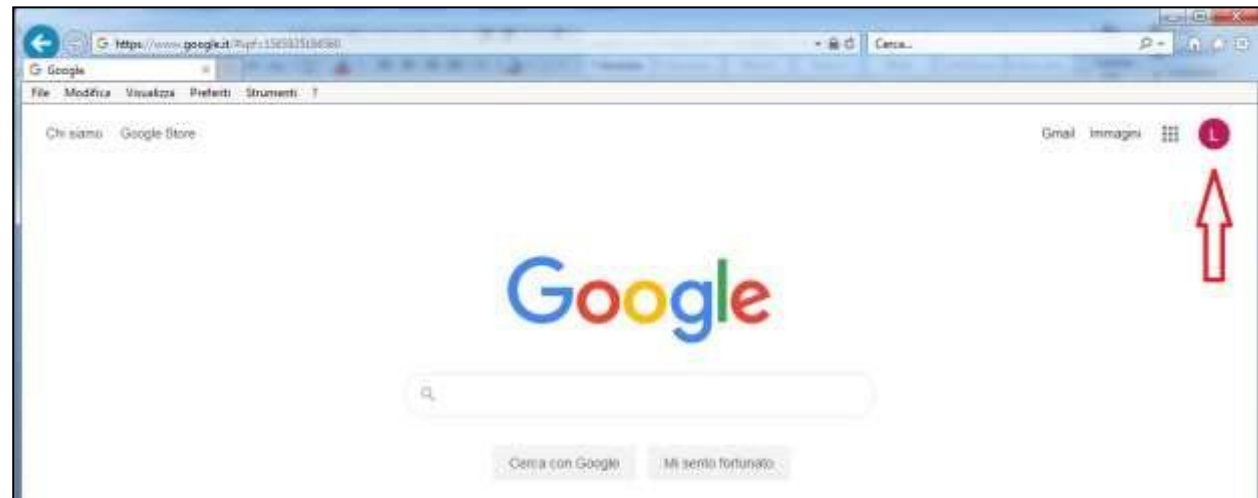 https://www.google.it/
Cerca...
Google
File Modifica Visualizza Preferiti Strumenti ?
Chi siamo Google Store
Gmail Immagini
L
Google
Cerca con Google Mi sento fortunato